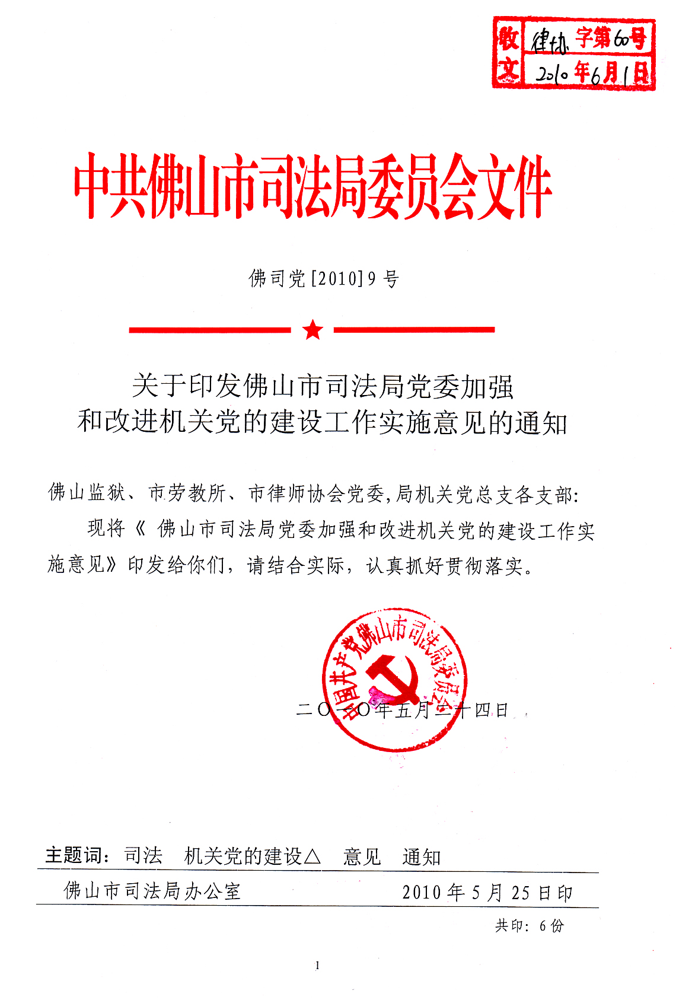 收文 律协 字第60号
2010年6月1日
中共佛山市司法局委员会文件
佛司党[2010]9号
关于印发佛山市司法局党委加强
和改进机关党的建设工作实施意见的通知
佛山监狱、市劳教所、市律师协会党委,局机关党总支各支部:
现将《 佛山市司法局党委加强和改进机关党的建设工作实
施意见》印发给你们，请结合实际，认真抓好贯彻落实。
中国共产党佛山市司法局委员会
二〇一〇年五月二十四日
主题词：司法 机关党的建设△ 意见 通知
佛山市司法局办公室 2010年5月25日印
共印：6份
1